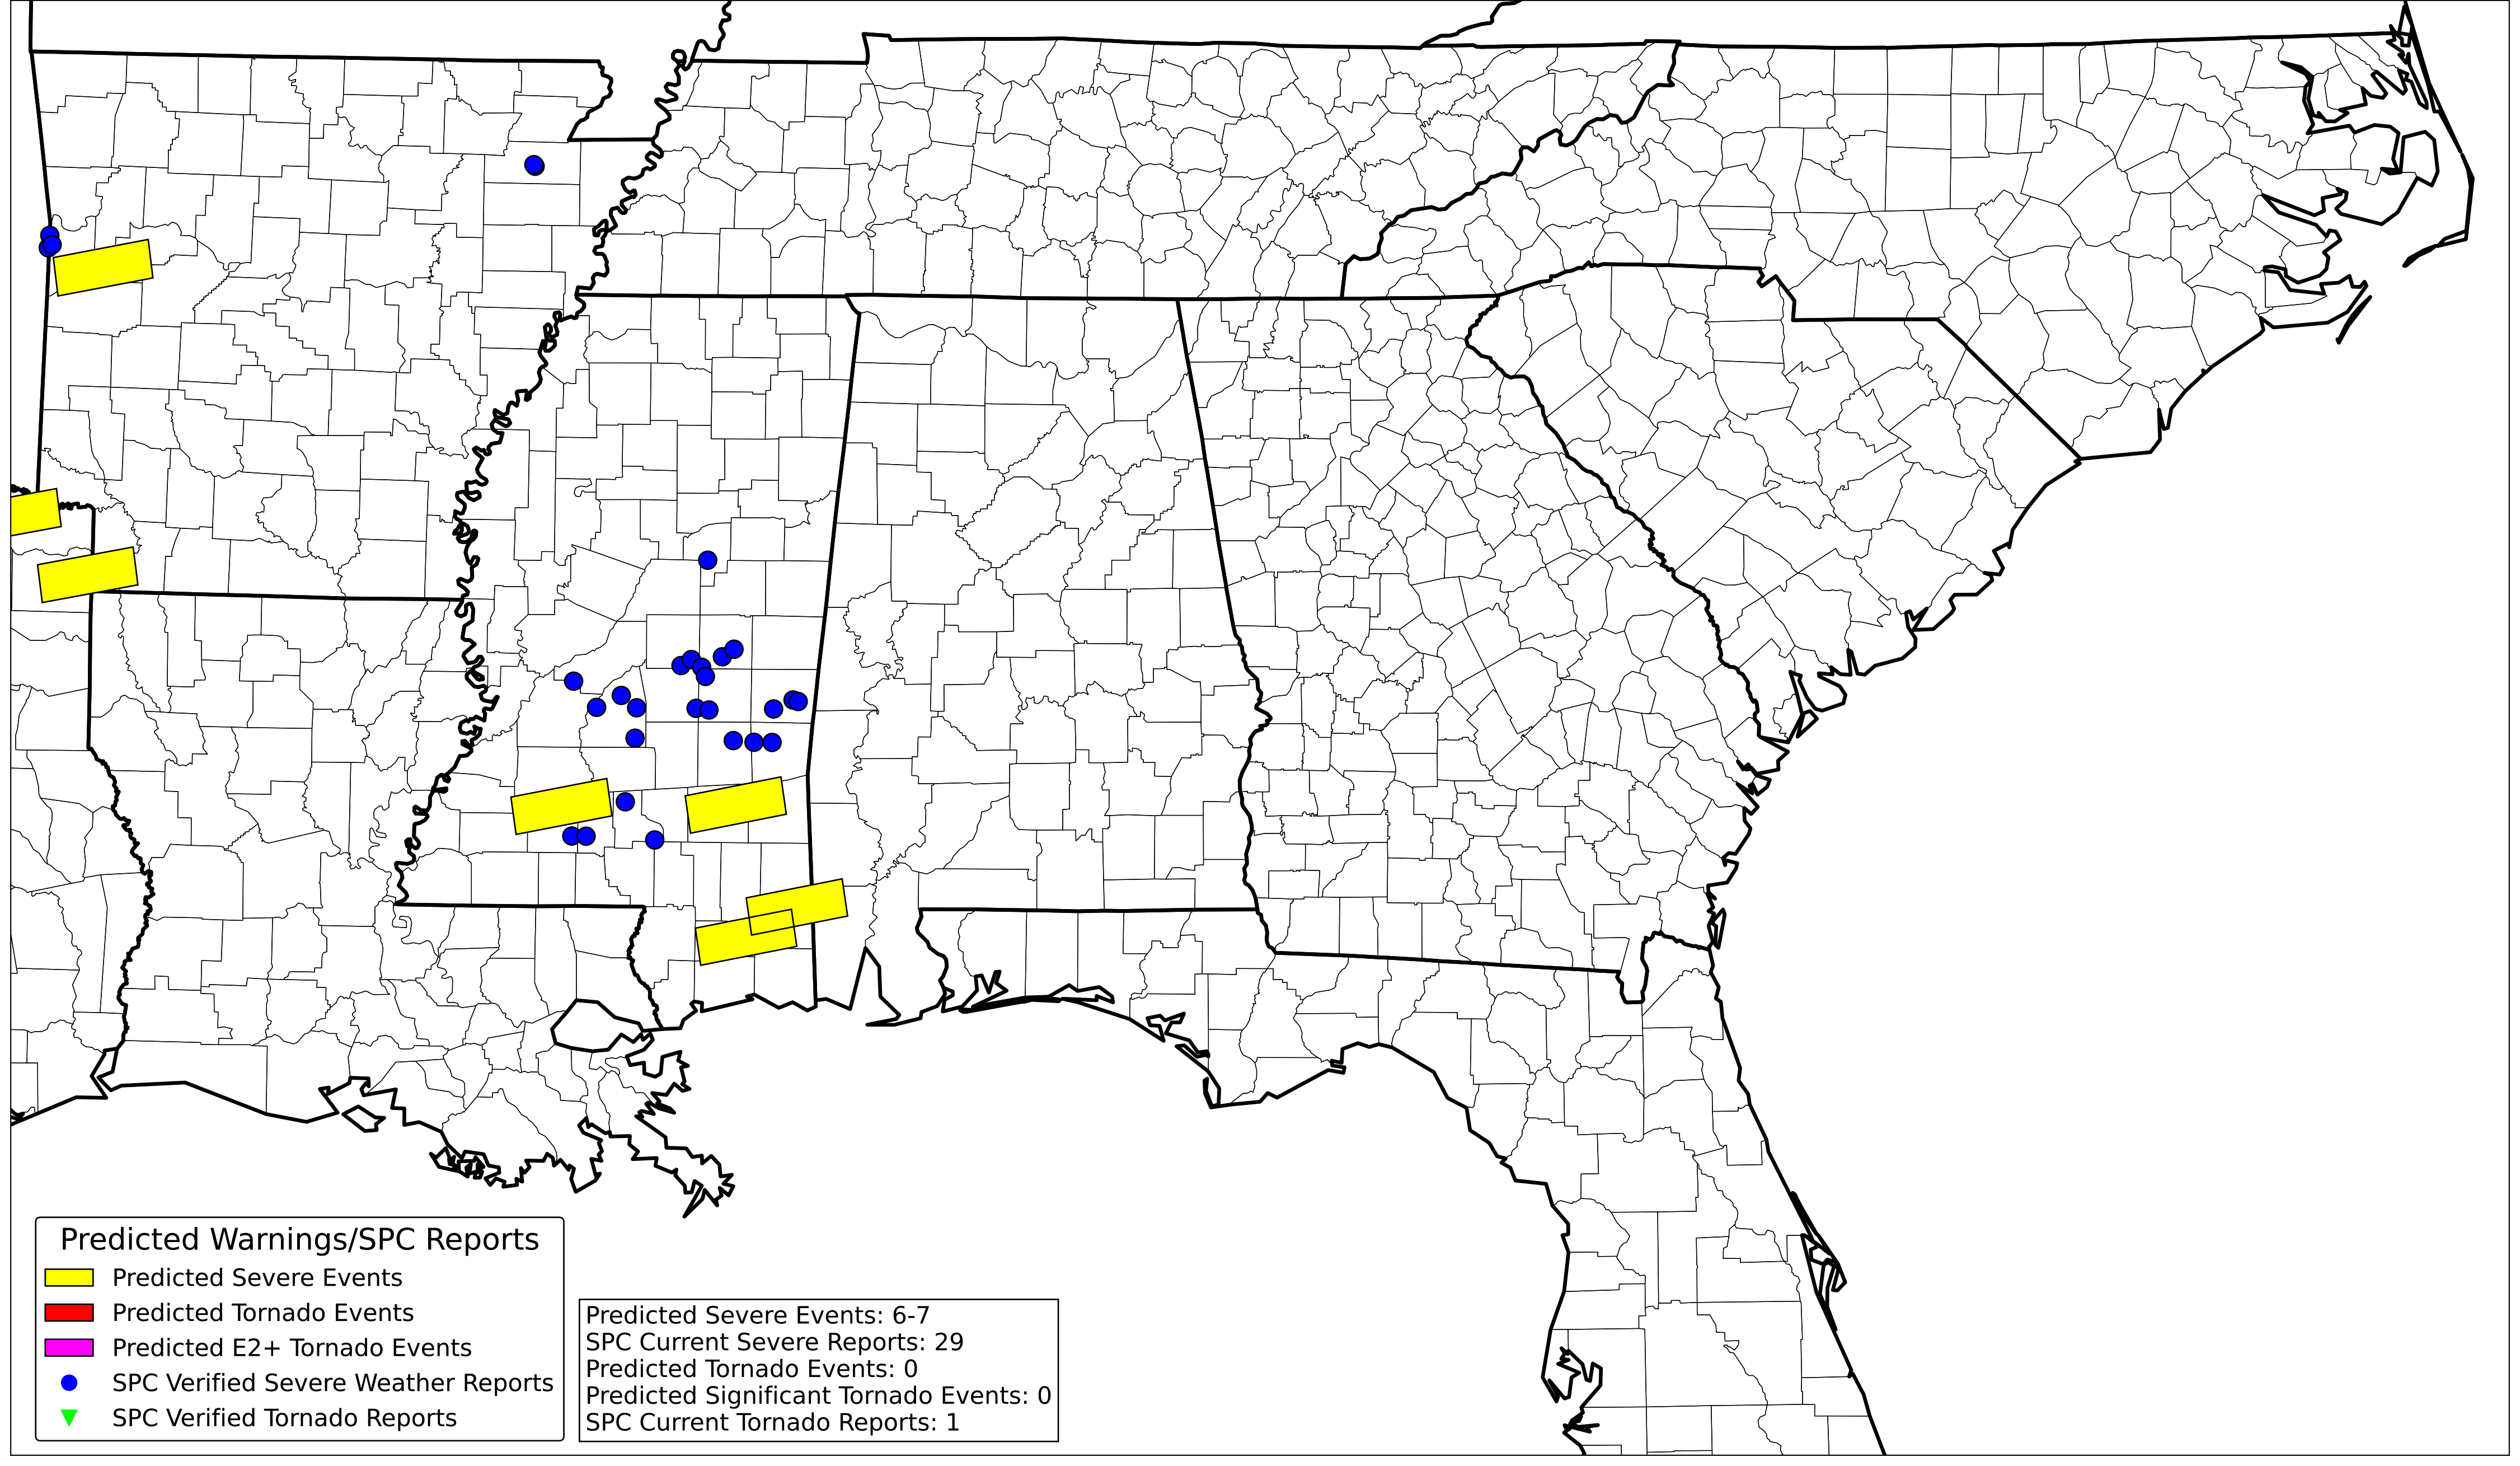 Predicted Warnings/SPC Reports
Predicted Severe Events
Predicted Tornado Events
Predicted E2+ Tornado Events
SPC Verified Severe Weather Reports
SPC Verified Tornado Reports
Predicted Severe Events: 6-7
SPC Current Severe Reports: 29
Predicted Tornado Events: 0
Predicted Significant Tornado Events: 0
SPC Current Tornado Reports: 1